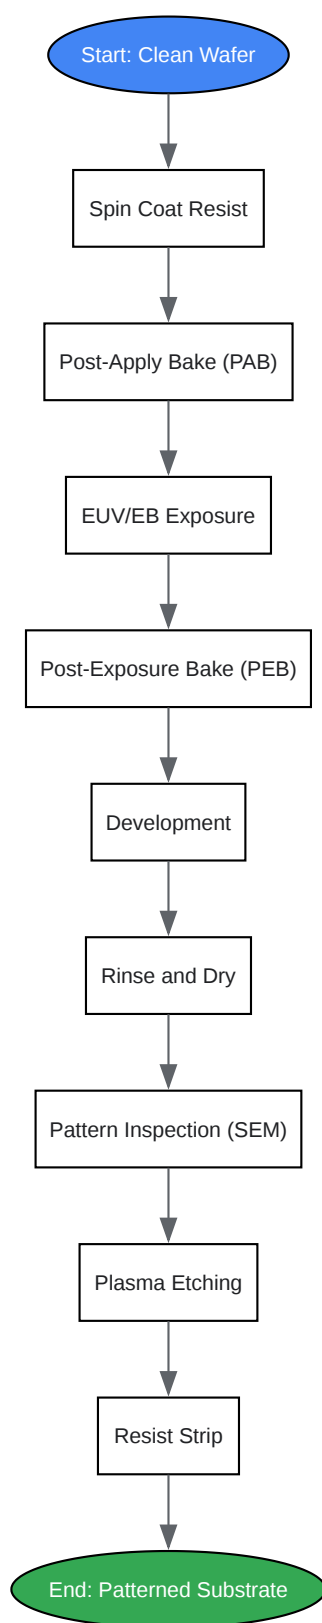 Start: Clean Wafer
Spin Coat Resist
Post-Apply Bake (PAB)
EUV/EB Exposure
Post-Exposure Bake (PEB)
Development
Rinse and Dry
Pattern Inspection (SEM)
Plasma Etching
Resist Strip
End: Patterned Substrate